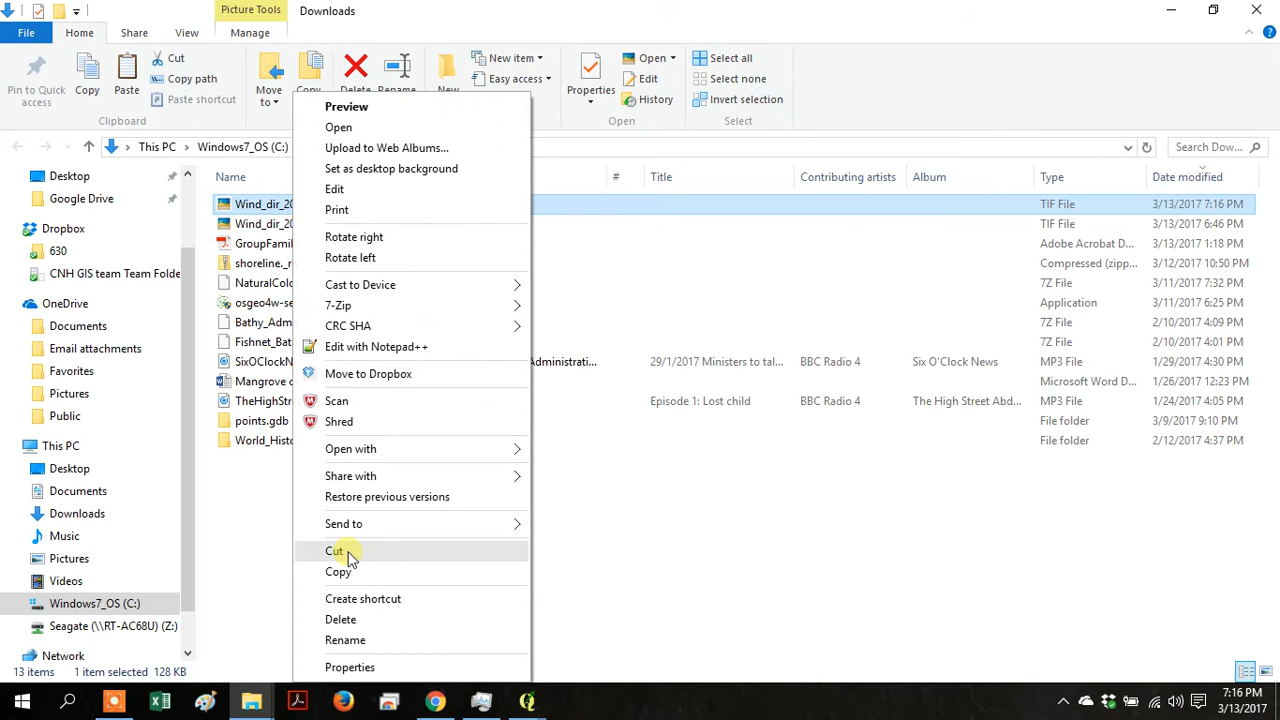 Picture Tools
Downloads
File
Home
Share
View
Manage
Pin to Quick access
Copy
Paste
Cut
Copy path
Paste shortcut
Clipboard
Move to
Copy
Delete
Rename
New
New item
Easy access
Properties
Open
Edit
History
Open
Select all
Select none
Invert selection
Select
This PC
Windows7_OS (C:)
Search Dow...
Desktop
Google Drive
Dropbox
630
CNH GIS team Team Folde
OneDrive
Documents
Email attachments
Favorites
Pictures
Public
This PC
Desktop
Documents
Downloads
Music
Pictures
Videos
Windows7_OS (C:)
Seagate (\\RT-AC68U) (Z:)
Network
Name # Title Contributing artists Album Type Date modified
Wind_dir_20 TIF File 3/13/2017 7:16 PM
Wind_dir_20 TIF File 3/13/2017 6:46 PM
GroupFamil Adobe Acrobat D... 3/13/2017 1:18 PM
shoreline._r Compressed (zipp... 3/12/2017 10:50 PM
NaturalColo 7Z File 3/11/2017 7:32 PM
osgeo4w-se Application 3/11/2017 6:25 PM
Bathy_Adm 7Z File 2/10/2017 4:09 PM
Fishnet_Bat 7Z File 2/10/2017 4:01 PM
SixOClockN Administrati... 29/1/2017 Ministers to tal... BBC Radio 4 Six O'Clock News MP3 File 1/29/2017 4:30 PM
Mangrove c Microsoft Word D... 1/26/2017 12:23 PM
TheHighStr Episode 1: Lost child BBC Radio 4 The High Street Abd... MP3 File 1/24/2017 4:05 PM
points.gdb File folder 3/9/2017 9:10 PM
World_Histo File folder 2/12/2017 4:37 PM
Preview
Open
Upload to Web Albums...
Set as desktop background
Edit
Print
Rotate right
Rotate left
Cast to Device
7-Zip
CRC SHA
Edit with Notepad++
Move to Dropbox
Scan
Shred
Open with
Share with
Restore previous versions
Send to
Cut
Copy
Create shortcut
Delete
Rename
Properties
13 items 1 item selected 128 KB
7:16 PM
3/13/2017